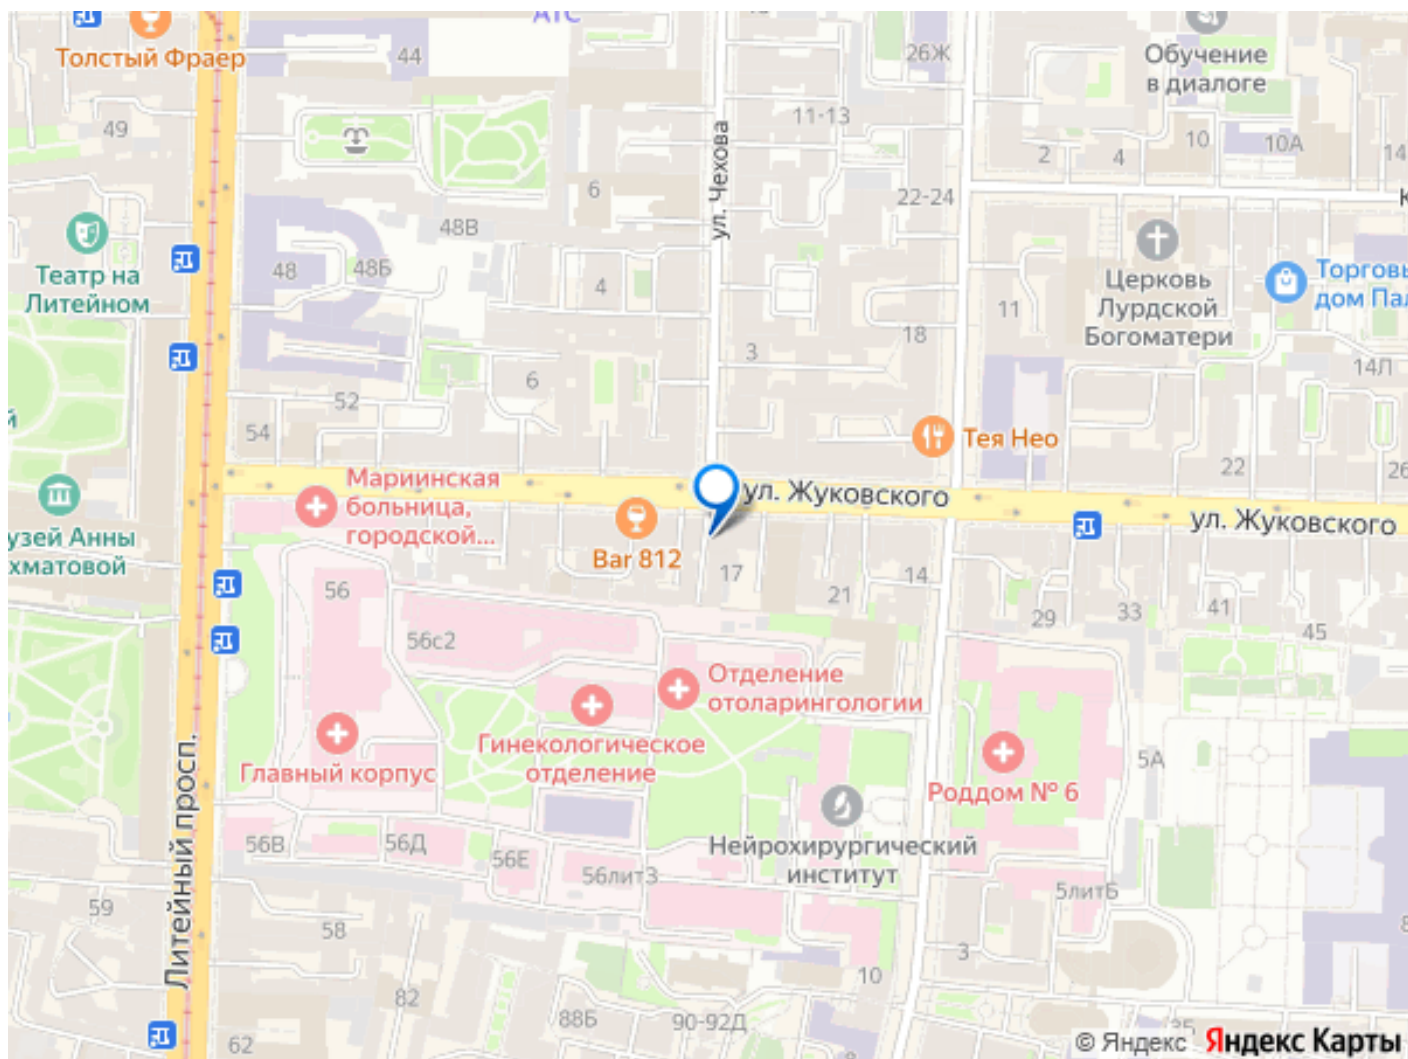 АТС
Толстый Фраер
44
26Ж
Обучение
в диалоге
49
11-13
10
10А
14
2
4
ул. Чехова
6
22-24
48В
Театр на
Литейном
48
48Б
4
11
Церковь
Лурдской
Богоматери
Торговы
дом Пал
18
3
14Л
6
52
54
Тея Нео
22
26
Мариинская
больница,
городской...
ул. Жуковского
ул. Жуковского
узей Анны
хматовой
Bar 812
17
14
21
56
29
33
41
45
56с2
Отделение
отоларингологии
Гинекологическое
отделение
Главный корпус
Литейный просп.
5А
Роддом № 6
56В
56Д
56Е
56лит3
Нейрохирургический
институт
5литБ
59
58
3
10
82
88Б
90-92Д
62
© Яндекс Яндекс Карты